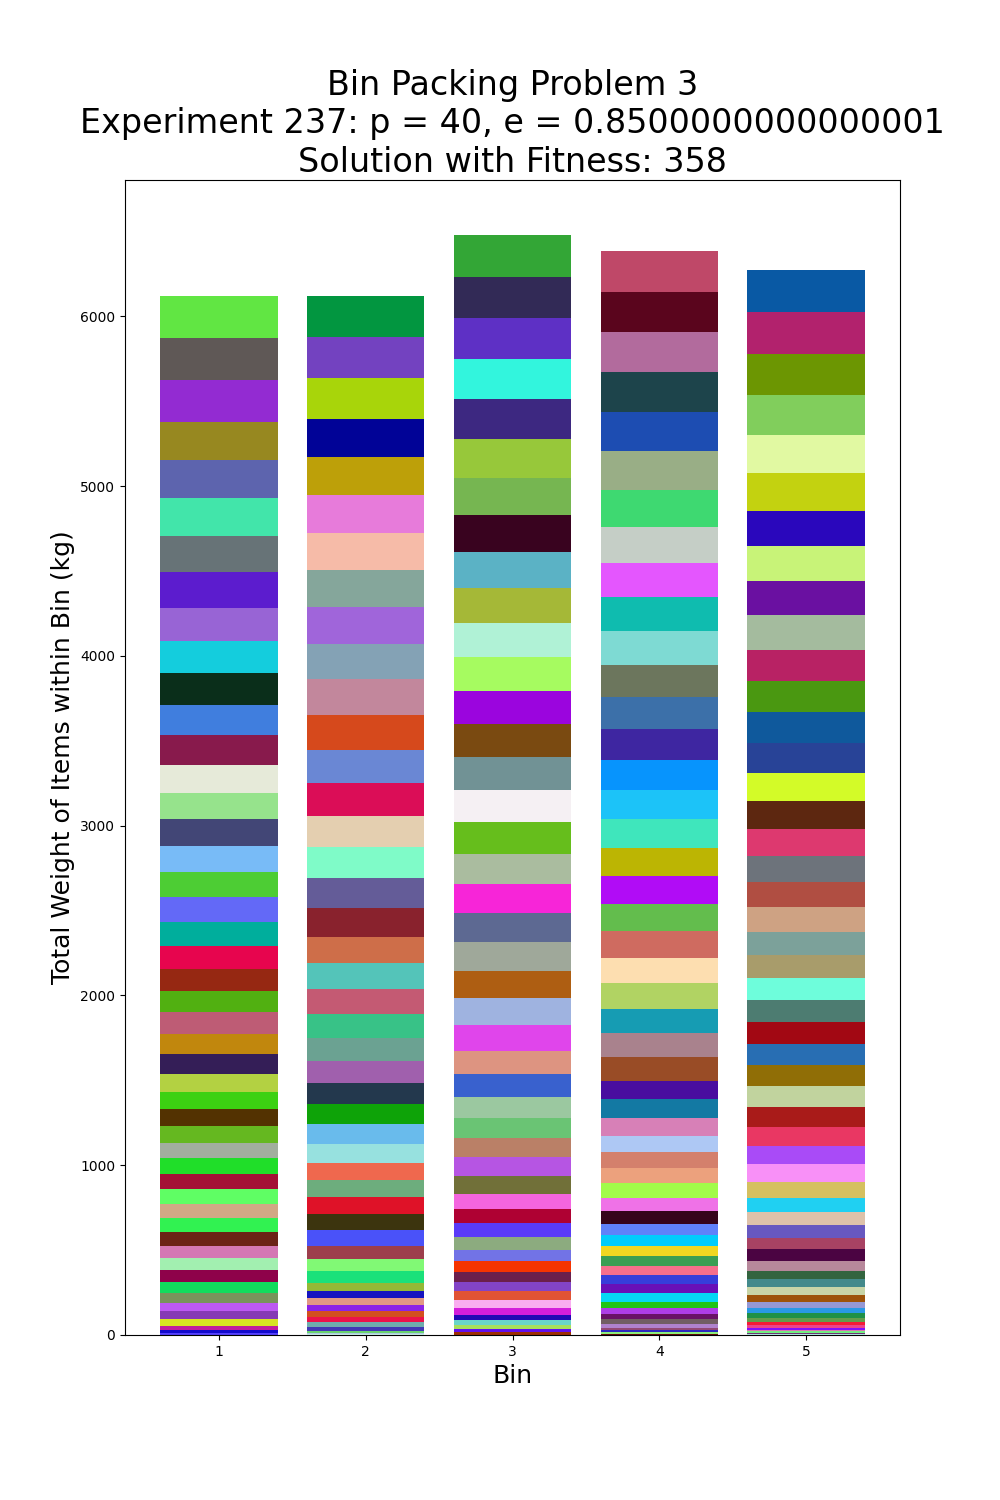 Bin Packing Problem 3
Experiment 237: p = 40, e = 0.8500000000000001
Solution with Fitness: 358
Total Weight of Items within Bin (kg)
6000
5000
4000
3000
2000
1000
0
1 2 3 4 5
Bin